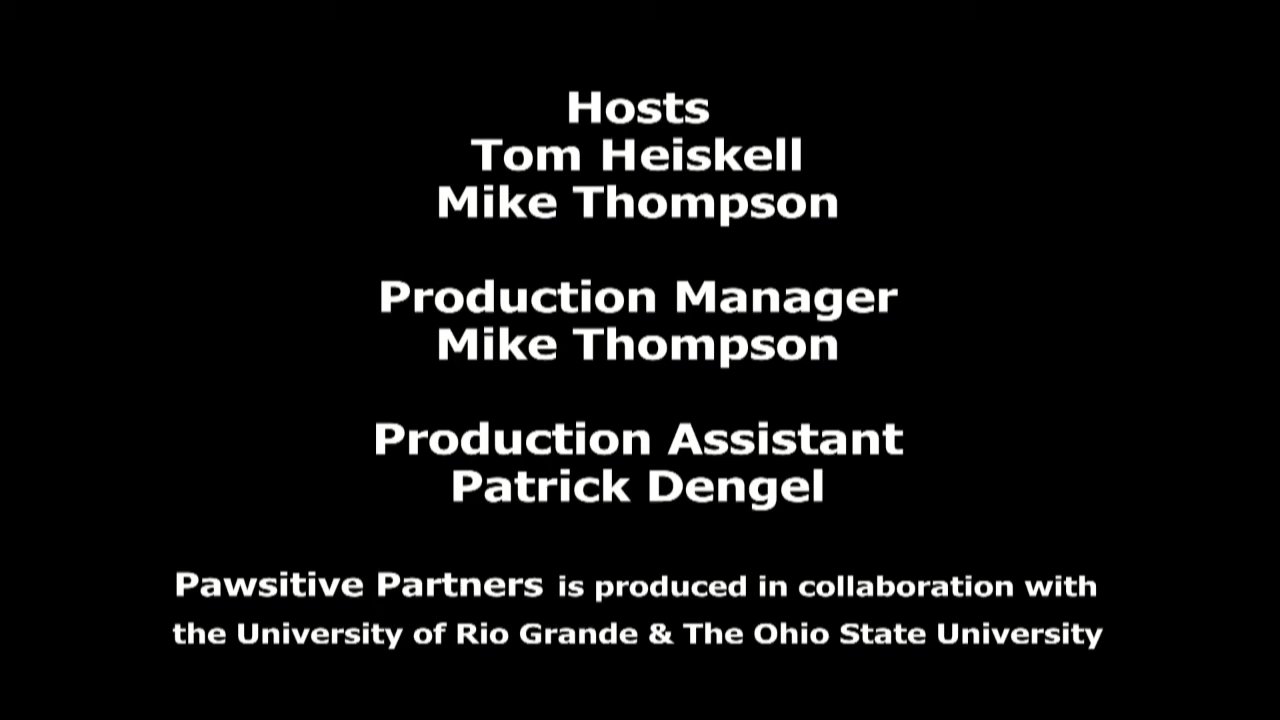 Hosts
Tom Heiskell
Mike Thompson
Production Manager
Mike Thompson
Production Assistant
Patrick Dengel
Pawsitive Partners is produced in collaboration with
the University of Rio Grande & The Ohio State University